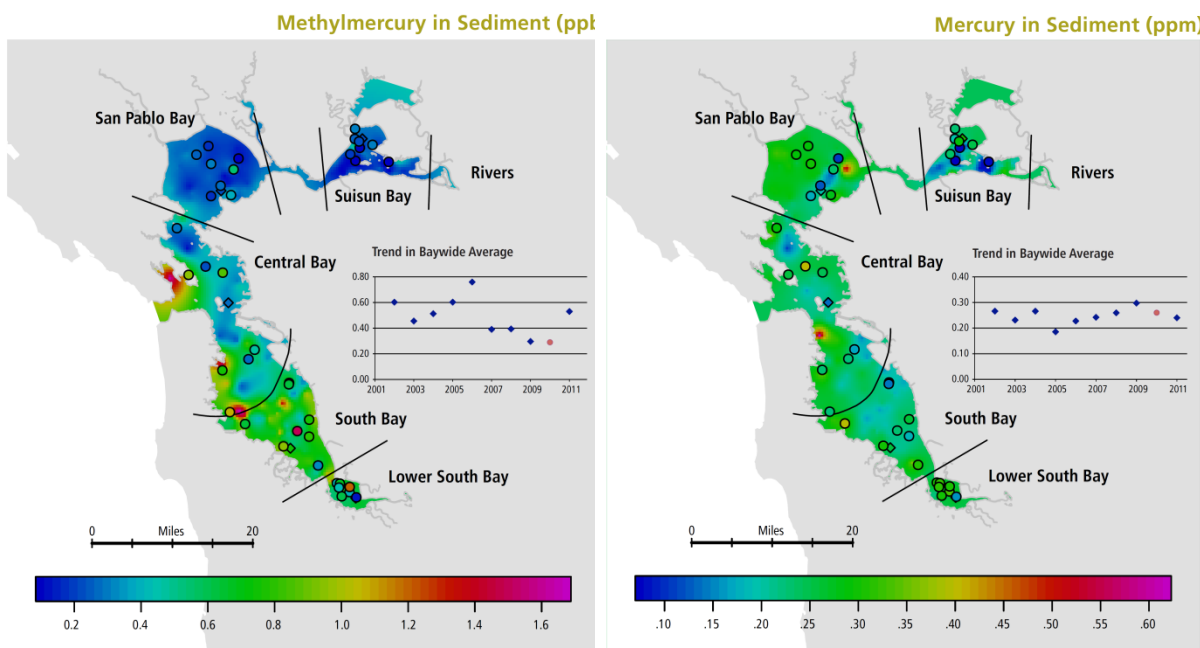 Methylmercury in Sediment (ppb
San Pablo Bay
Rivers
Suisun Bay
Central Bay
Trend in Baywide Average
0.80
0.60
0.40
0.20
0.00
2001 2003 2005 2007 2009 2011
South Bay
Lower South Bay
0 Miles 20
0.2 0.4 0.6 0.8 1.0 1.2 1.4 1.6
Mercury in Sediment (ppm)
San Pablo Bay
Rivers
Suisun Bay
Central Bay
Trend in Baywide Average
0.40
0.30
0.20
0.10
0.00
2001 2003 2005 2007 2009 2011
South Bay
Lower South Bay
0 Miles 20
.10 .15 .20 .25 .30 .35 .40 .45 .50 .55 .60